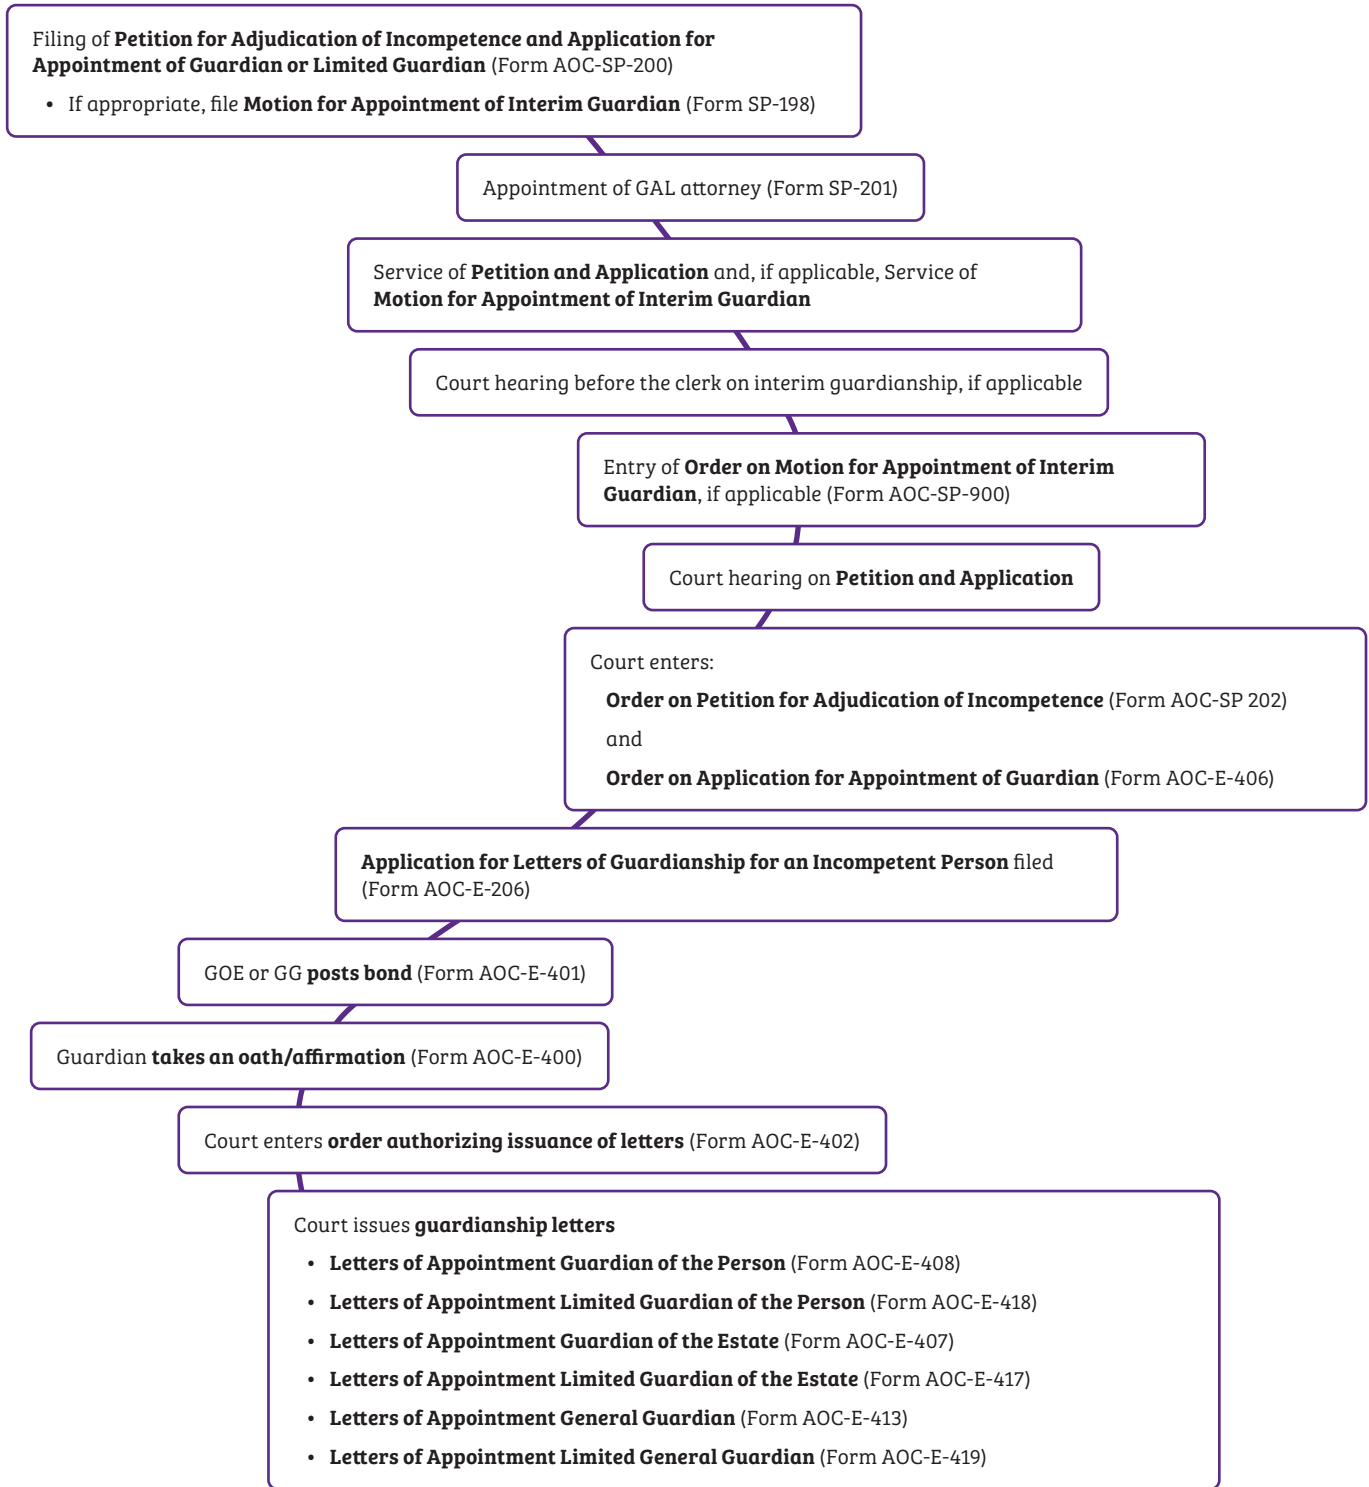 Filing of Petition for Adjudication of Incompetence and Application for
Appointment of Guardian or Limited Guardian (Form AOC-SP-200)
• If appropriate, file Motion for Appointment of Interim Guardian (Form SP-198)
Appointment of GAL attorney (Form SP-201)
Service of Petition and Application and, if applicable, Service of
Motion for Appointment of Interim Guardian
Court hearing before the clerk on interim guardianship, if applicable
Entry of Order on Motion for Appointment of Interim
Guardian, if applicable (Form AOC-SP-900)
Court hearing on Petition and Application
Court enters:
Order on Petition for Adjudication of Incompetence (Form AOC-SP 202)
and
Order on Application for Appointment of Guardian (Form AOC-E-406)
Application for Letters of Guardianship for an Incompetent Person filed
(Form AOC-E-206)
GOE or GG posts bond (Form AOC-E-401)
Guardian takes an oath/affirmation (Form AOC-E-400)
Court enters order authorizing issuance of letters (Form AOC-E-402)
Court issues guardianship letters
• Letters of Appointment Guardian of the Person (Form AOC-E-408)
• Letters of Appointment Limited Guardian of the Person (Form AOC-E-418)
• Letters of Appointment Guardian of the Estate (Form AOC-E-407)
• Letters of Appointment Limited Guardian of the Estate (Form AOC-E-417)
• Letters of Appointment General Guardian (Form AOC-E-413)
• Letters of Appointment Limited General Guardian (Form AOC-E-419)